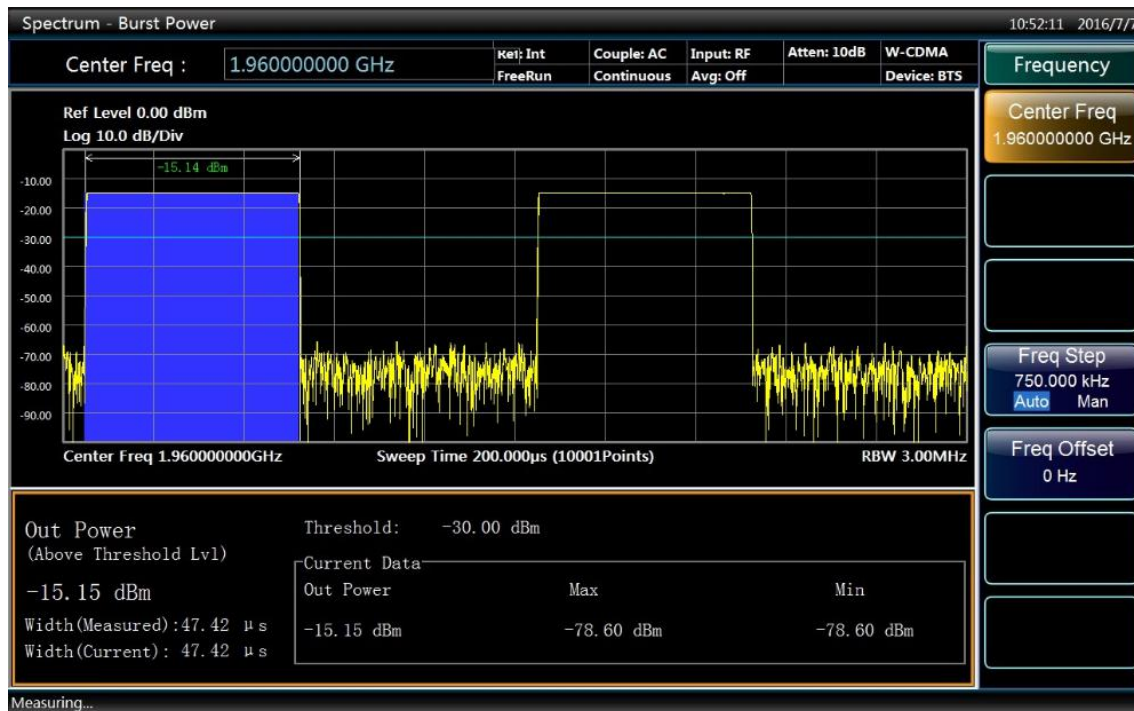 Spectrum - Burst Power
10:52:11 2016/7/7
Center Freq : 1.960000000 GHz
Ref: Int Couple: AC Input: RF Atten: 10dB W-CDMA
FreeRun Continuous Avg: Off Device: BTS
Frequency
Center Freq
1.960000000 GHz
Ref Level 0.00 dBm
Log 10.0 dB/Div
-15.14 dBm
-10.00
-20.00
-30.00
-40.00
-50.00
-60.00
-70.00
-80.00
-90.00
Center Freq 1.960000000GHz Sweep Time 200.000μs (10001Points) RBW 3.00MHz
Freq Step
750.000 kHz
Auto Man
Freq Offset
0 Hz
Out Power
(Above Threshold Lvl)
-15.15 dBm
Width(Measured):47.42 μs
Width(Current): 47.42 μs
Threshold: -30.00 dBm
Current Data
Out Power Max Min
-15.15 dBm -78.60 dBm -78.60 dBm
Measuring...